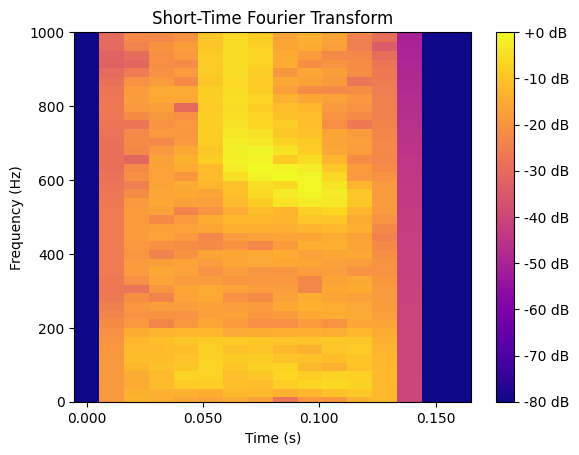 Short-Time Fourier Transform
Frequency (Hz)
1000
800
600
400
200
0
0.000
0.050
0.100
0.150
Time (s)
+0 dB
-10 dB
-20 dB
-30 dB
-40 dB
-50 dB
-60 dB
-70 dB
-80 dB